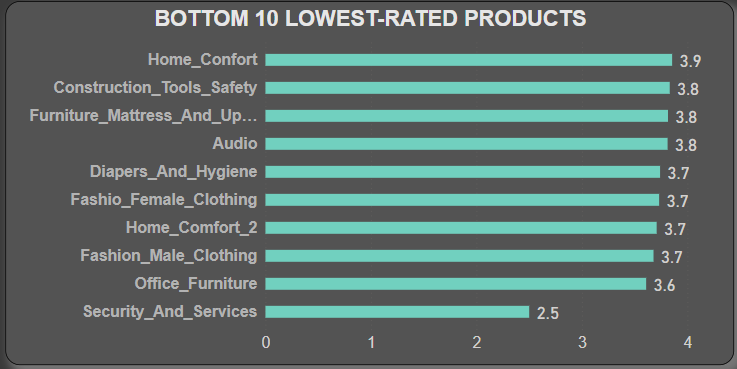 BOTTOM 10 LOWEST-RATED PRODUCTS
Home_Confort 3.9
Construction_Tools_Safety 3.8
Furniture_Mattress_And_Up... 3.8
Audio 3.8
Diapers_And_Hygiene 3.7
Fashio_Female_Clothing 3.7
Home_Comfort_2 3.7
Fashion_Male_Clothing 3.7
Office_Furniture 3.6
Security_And_Services 2.5
0 1 2 3 4